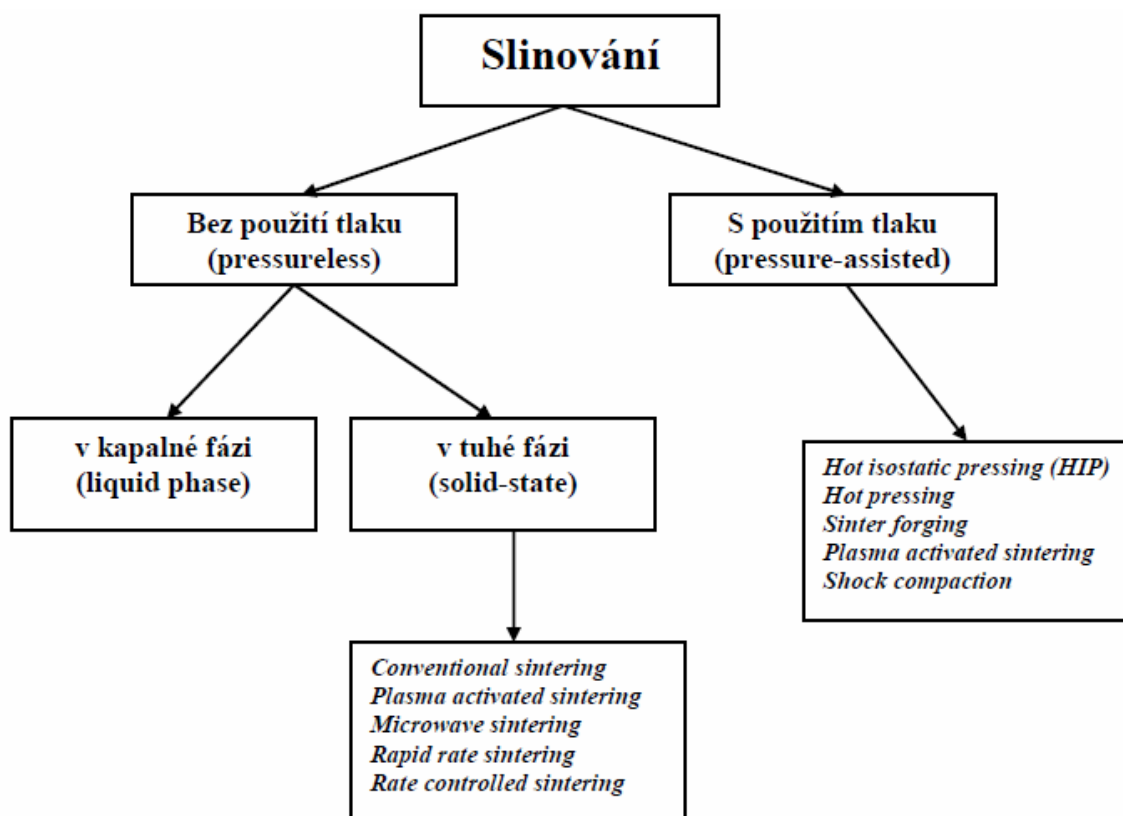 Slinování
Bez použití tlaku
(pressureless)
S použitím tlaku
(pressure-assisted)
v kapalné fázi
(liquid phase)
v tuhé fázi
(solid-state)
Hot isostatic pressing (HIP)
Hot pressing
Sinter forging
Plasma activated sintering
Shock compaction
Conventional sintering
Plasma activated sintering
Microwave sintering
Rapid rate sintering
Rate controlled sintering